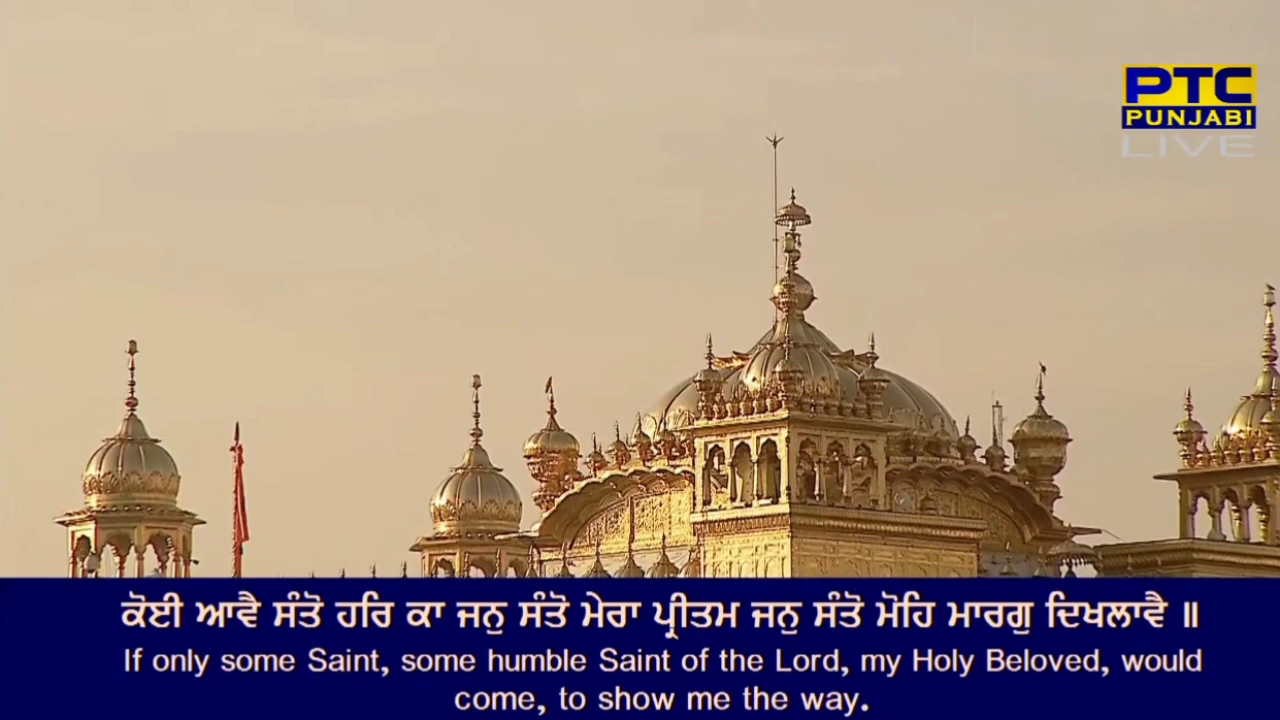 PTC
PUNJABI
LIVE
ਕੋਈ ਆਵੈ ਸੰਤੋ ਹਰਿ ਕਾ ਜਨੁ ਸੰਤੋ ਮੇਰਾ ਪ੍ਰੀਤਮ ਜਨੁ ਸੰਤੋ ਮੋਹਿ ਮਾਰਗੁ ਦਿਖਲਾਵੈ ॥
If only some Saint, some humble Saint of the Lord, my Holy Beloved, would
come, to show me the way.